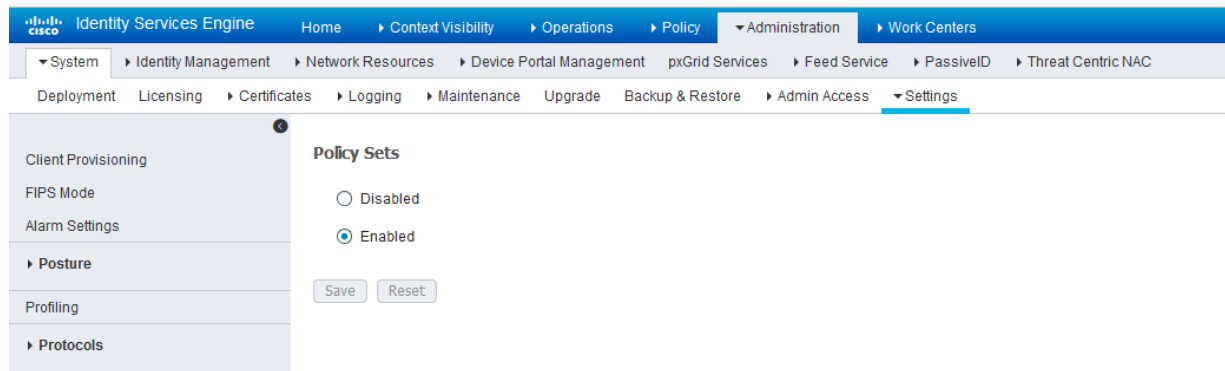 cisco Identity Services Engine Home Context Visibility Operations Policy Administration Work Centers
System Identity Management Network Resources Device Portal Management pxGrid Services Feed Service PassiveID Threat Centric NAC
Deployment Licensing Certificates Logging Maintenance Upgrade Backup & Restore Admin Access Settings
Client Provisioning
FIPS Mode
Alarm Settings
Posture
Profiling
Protocols
Policy Sets
Disabled
Enabled
Save Reset